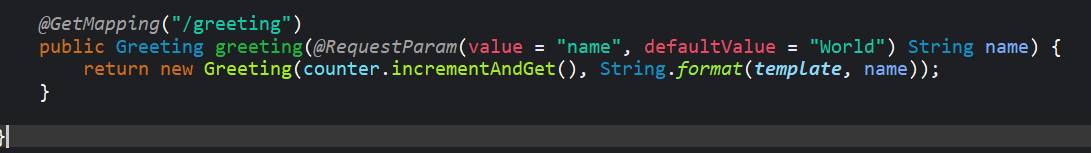 @GetMapping("/greeting")
public Greeting greeting(@RequestParam(value = "name", defaultValue = "World") String name) {
return new Greeting(counter.incrementAndGet(), String.format(template, name));
}
}